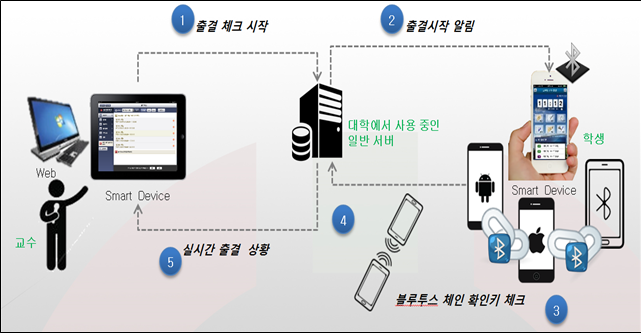 1 출결 체크 시작
2 출결시작 알림
대학에서 사용 중인
일반 서버
학생
Web
Smart Device
Smart Device
교수
4
5 실시간 출결 상황
블루투스 체인 확인키 체크
3